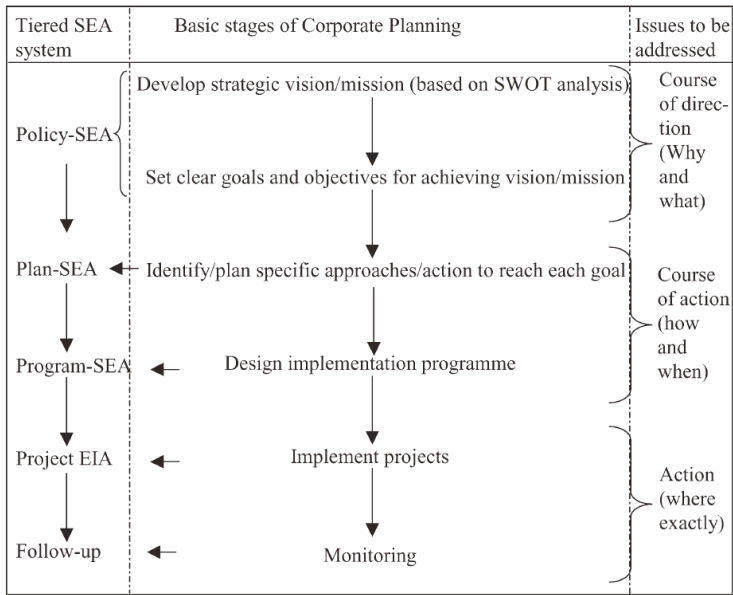 Tiered SEA
system
Basic stages of Corporate Planning
Issues to be
addressed
Policy-SEA
Develop strategic vision/mission (based on SWOT analysis)
Set clear goals and objectives for achieving vision/mission
Course
of direc-
tion
(Why
and
what)
Plan-SEA
Identify/plan specific approaches/action to reach each goal
Program-SEA
Design implementation programme
Course
of action
(how
and
when)
Project EIA
Implement projects
Follow-up
Monitoring
Action
(where
exactly)